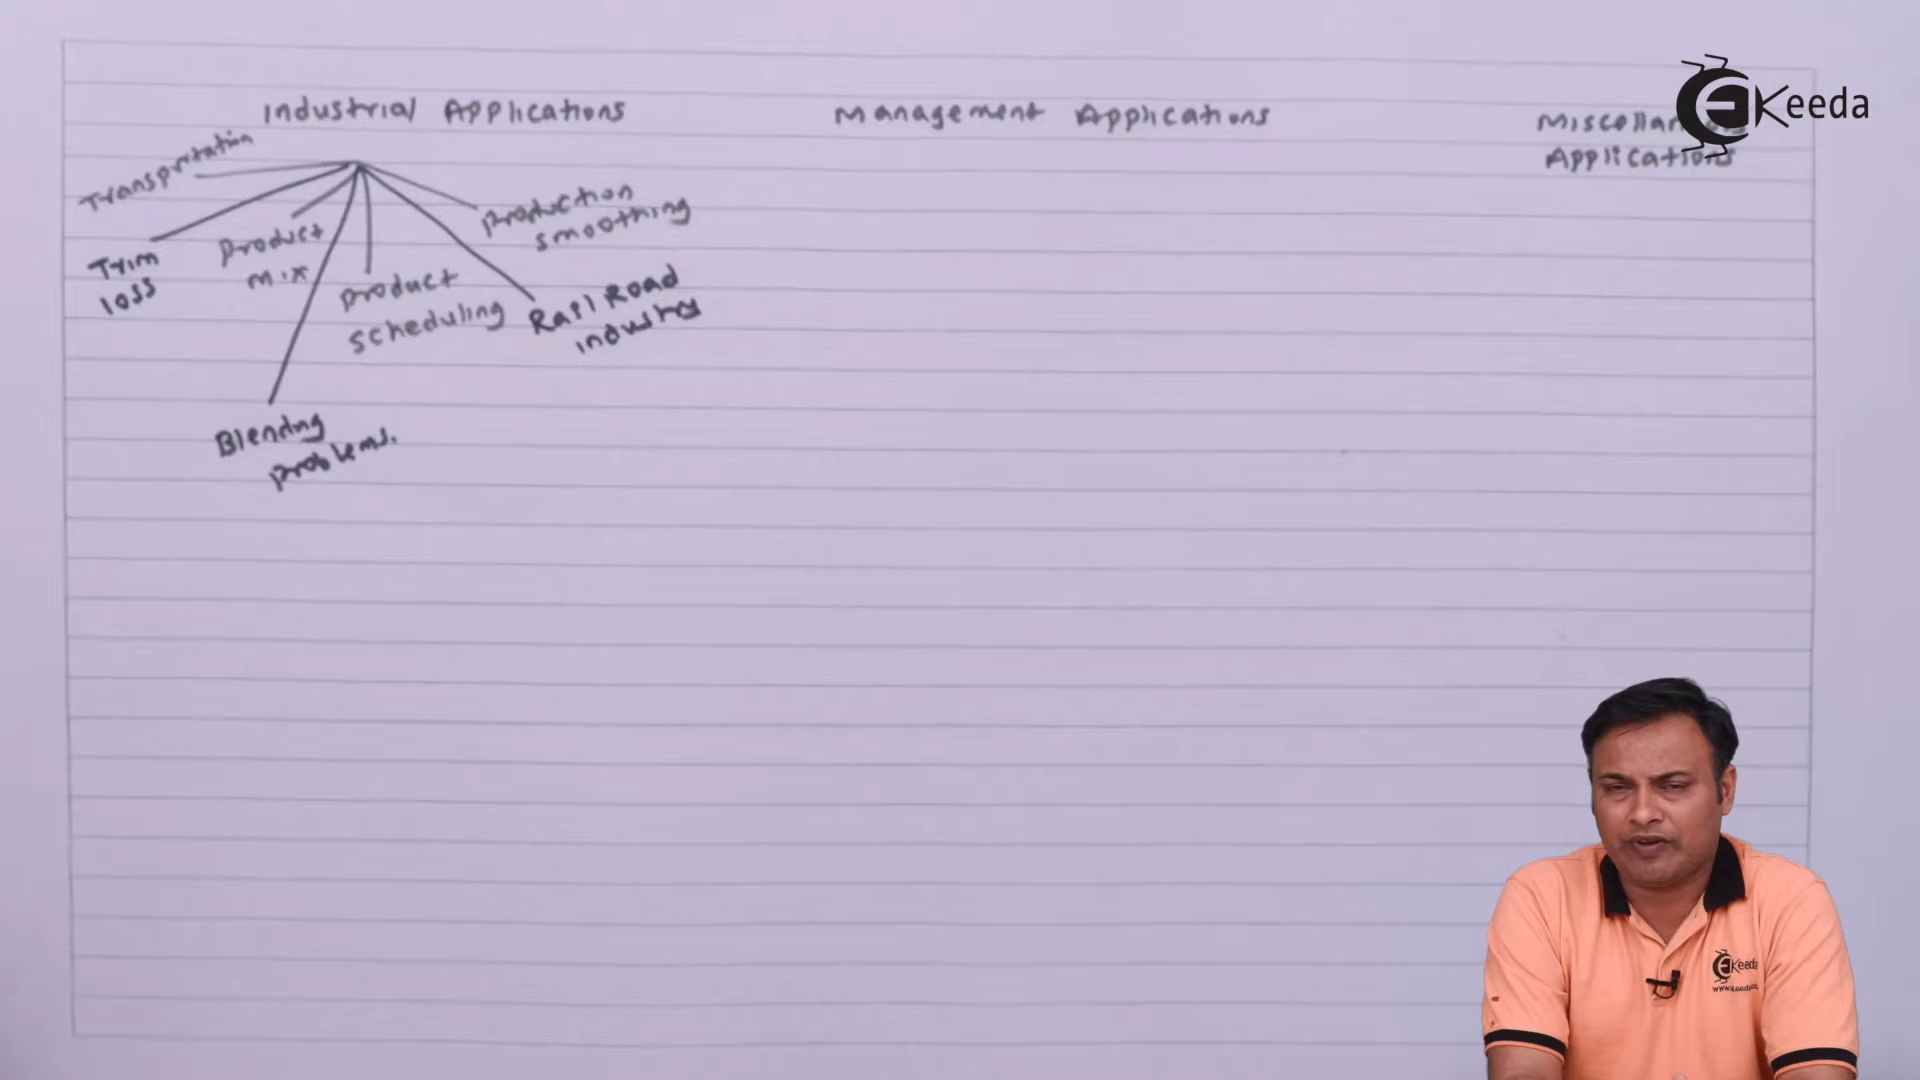 Industrial Applications
Management Applications
Applications
Transportation
Trim
loss
product
mix
product
scheduling
production
smoothing
Rail Road
industry
Blending
problems.
Keeda
Keeda